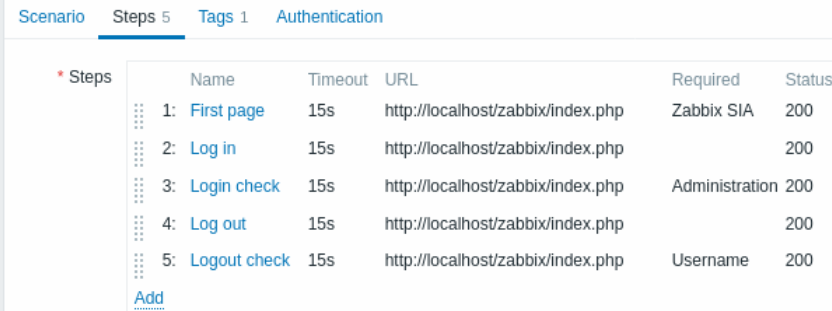 Scenario Steps 5 Tags 1 Authentication
* Steps Name Timeout URL Required Status
1: First page 15s http://localhost/zabbix/index.php Zabbix SIA 200
2: Log in 15s http://localhost/zabbix/index.php 200
3: Login check 15s http://localhost/zabbix/index.php Administration 200
4: Log out 15s http://localhost/zabbix/index.php 200
5: Logout check 15s http://localhost/zabbix/index.php Username 200
Add